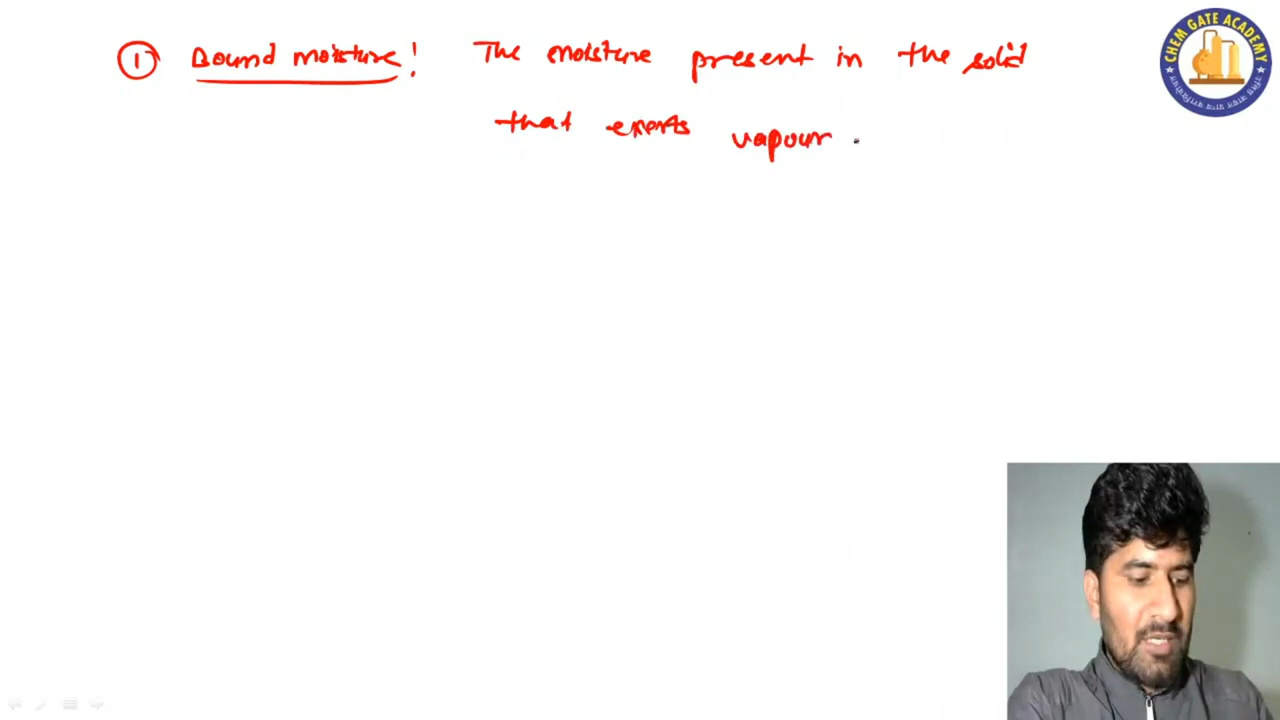 ① Bound moisture! The moisture present in the solid
that exerts vapour
CHEM GATE ACADEMY